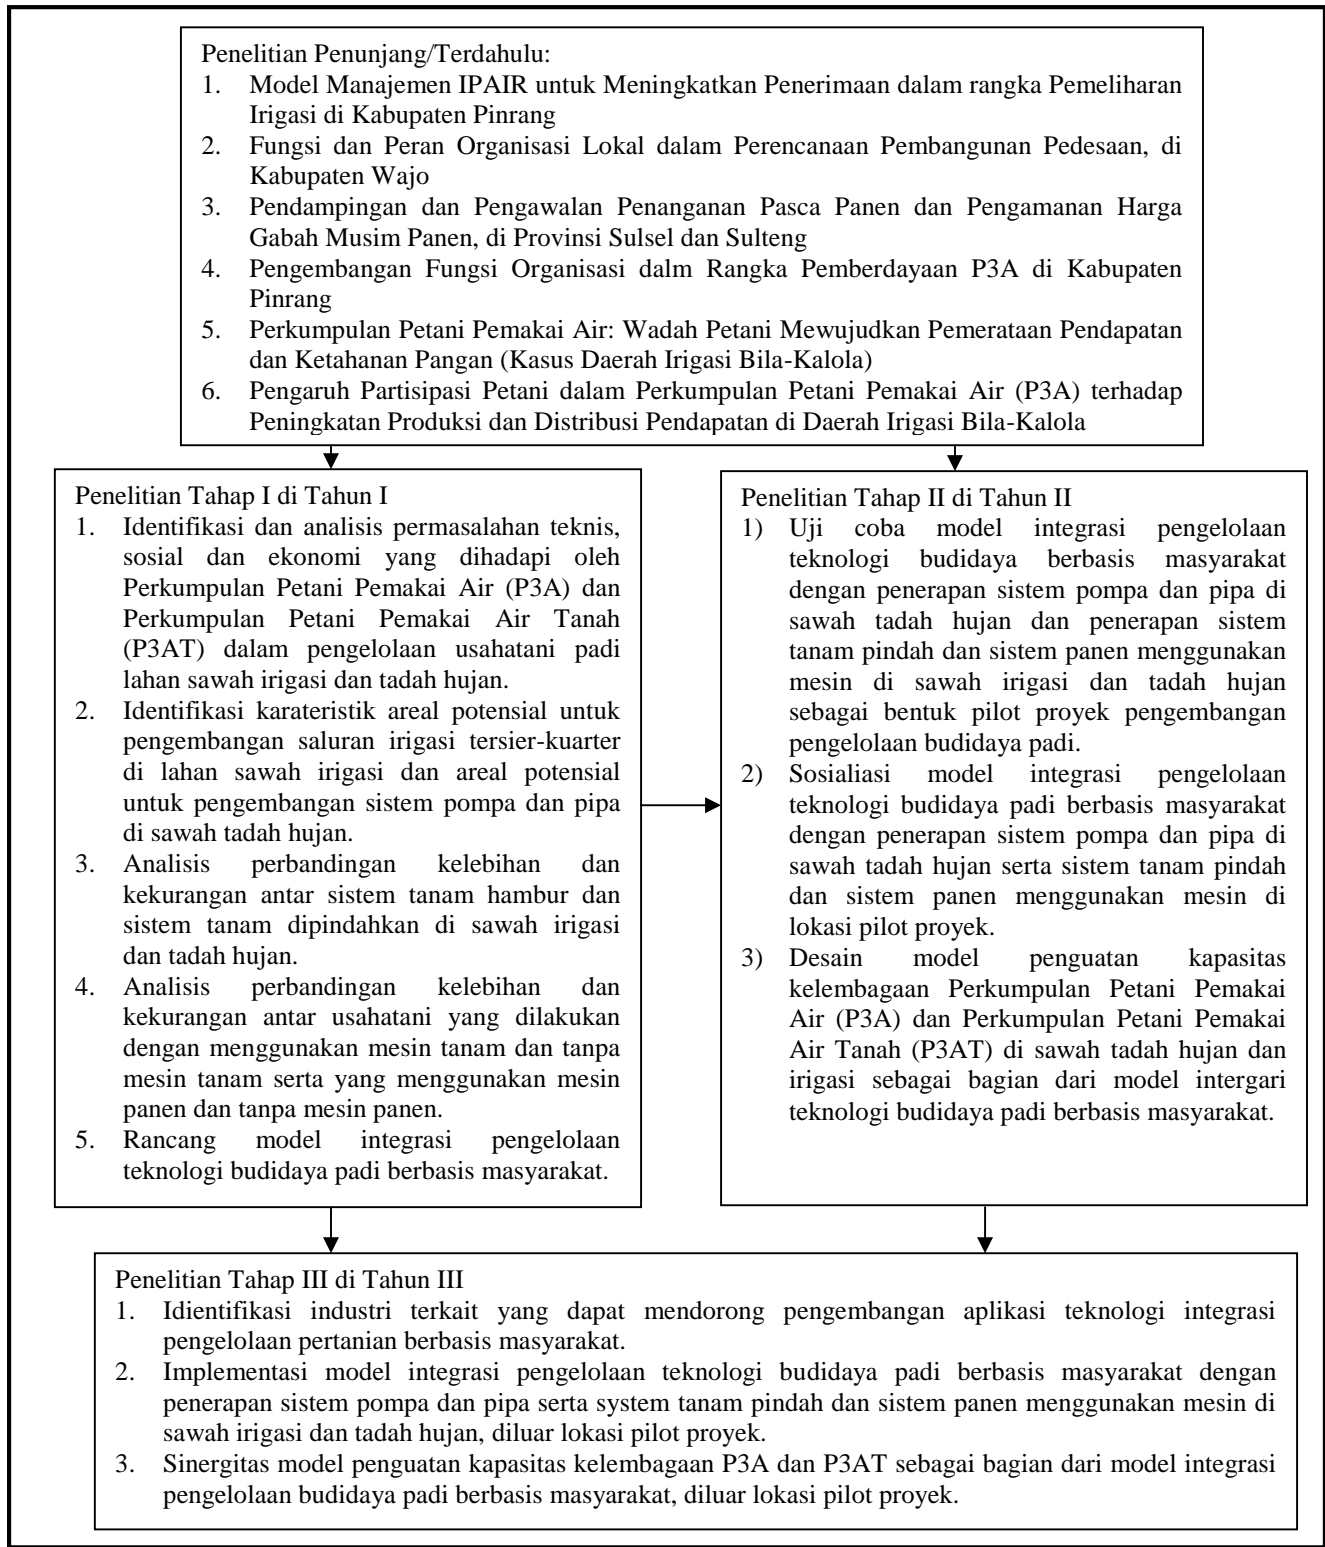 Penelitian Penunjang/Terdahulu:
1. Model Manajemen IPAIR untuk Meningkatkan Penerimaan dalam rangka Pemeliharan
Irigasi di Kabupaten Pinrang
2. Fungsi dan Peran Organisasi Lokal dalam Perencanaan Pembangunan Pedesaan, di
Kabupaten Wajo
3. Pendampingan dan Pengawalan Penanganan Pasca Panen dan Pengamanan Harga
Gabah Musim Panen, di Provinsi Sulsel dan Sulteng
4. Pengembangan Fungsi Organisasi dalm Rangka Pemberdayaan P3A di Kabupaten
Pinrang
5. Perkumpulan Petani Pemakai Air: Wadah Petani Mewujudkan Pemerataan Pendapatan
dan Ketahanan Pangan (Kasus Daerah Irigasi Bila-Kalola)
6. Pengaruh Partisipasi Petani dalam Perkumpulan Petani Pemakai Air (P3A) terhadap
Peningkatan Produksi dan Distribusi Pendapatan di Daerah Irigasi Bila-Kalola
Penelitian Tahap I di Tahun I
1. Identifikasi dan analisis permasalahan teknis,
sosial dan ekonomi yang dihadapi oleh
Perkumpulan Petani Pemakai Air (P3A) dan
Perkumpulan Petani Pemakai Air Tanah
(P3AT) dalam pengelolaan usahatani padi
lahan sawah irigasi dan tadah hujan.
2. Identifikasi karateristik areal potensial untuk
pengembangan saluran irigasi tersier-kuarter
di lahan sawah irigasi dan areal potensial
untuk pengembangan sistem pompa dan pipa
di sawah tadah hujan.
3. Analisis perbandingan kelebihan dan
kekurangan antar sistem tanam hambur dan
sistem tanam dipindahkan di sawah irigasi
dan tadah hujan.
4. Analisis perbandingan kelebihan dan
kekurangan antar usahatani yang dilakukan
dengan menggunakan mesin tanam dan tanpa
mesin tanam serta yang menggunakan mesin
panen dan tanpa mesin panen.
5. Rancang model integrasi pengelolaan
teknologi budidaya padi berbasis masyarakat.
Penelitian Tahap II di Tahun II
1) Uji coba model integrasi pengelolaan
teknologi budidaya berbasis masyarakat
dengan penerapan sistem pompa dan pipa di
sawah tadah hujan dan penerapan sistem
tanam pindah dan sistem panen menggunakan
mesin di sawah irigasi dan tadah hujan
sebagai bentuk pilot proyek pengembangan
pengelolaan budidaya padi.
2) Sosialiasi model integrasi pengelolaan
teknologi budidaya padi berbasis masyarakat
dengan penerapan sistem pompa dan pipa di
sawah tadah hujan serta sistem tanam pindah
dan sistem panen menggunakan mesin di
lokasi pilot proyek.
3) Desain model penguatan kapasitas
kelembagaan Perkumpulan Petani Pemakai
Air (P3A) dan Perkumpulan Petani Pemakai
Air Tanah (P3AT) di sawah tadah hujan dan
irigasi sebagai bagian dari model intergari
teknologi budidaya padi berbasis masyarakat.
Penelitian Tahap III di Tahun III
1. Idientifikasi industri terkait yang dapat mendorong pengembangan aplikasi teknologi integrasi
pengelolaan pertanian berbasis masyarakat.
2. Implementasi model integrasi pengelolaan teknologi budidaya padi berbasis masyarakat dengan
penerapan sistem pompa dan pipa serta system tanam pindah dan sistem panen menggunakan mesin di
sawah irigasi dan tadah hujan, diluar lokasi pilot proyek.
3. Sinergitas model penguatan kapasitas kelembagaan P3A dan P3AT sebagai bagian dari model integrasi
pengelolaan budidaya padi berbasis masyarakat, diluar lokasi pilot proyek.